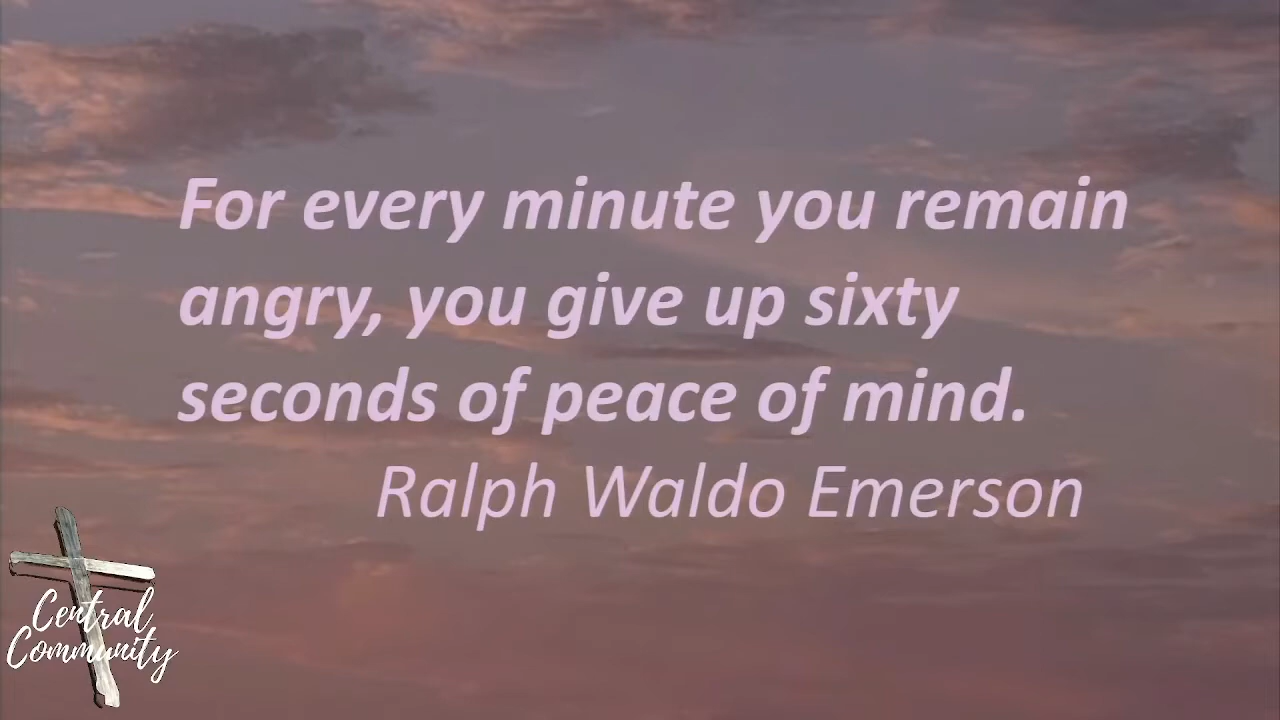 For every minute you remain
angry, you give up sixty
seconds of peace of mind.
Ralph Waldo Emerson
Central
Community